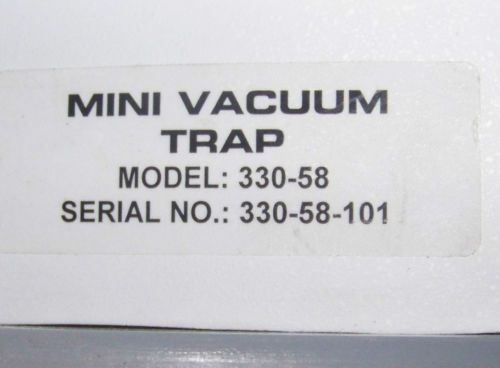 MINI VACUUM
TRAP
MODEL: 330-58
SERIAL NO.: 330-58-101